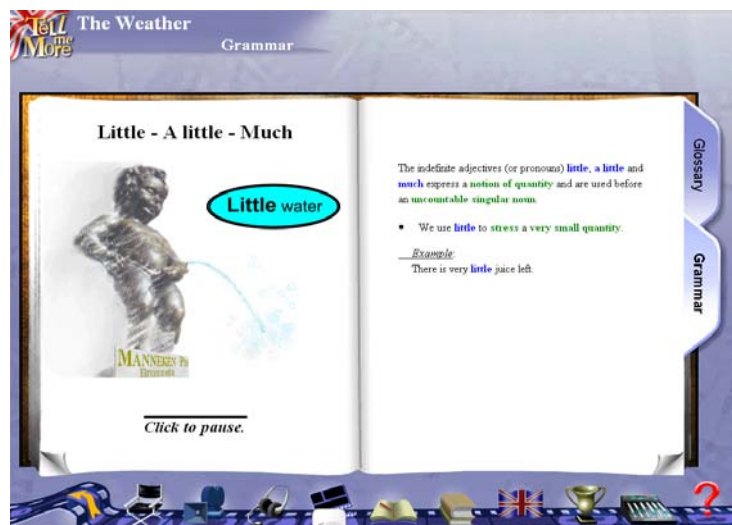 Tell
me
More
The Weather
Grammar
Little - A little - Much
Little water
MANNEKEN
Click to pause.
The indefinite adjectives (or pronouns) little, a little and
much express a notion of quantity and are used before
an uncountable singular noun.
We use little to stress a very small quantity.
Example:
There is very little juice left.
Glossary
Grammar
?